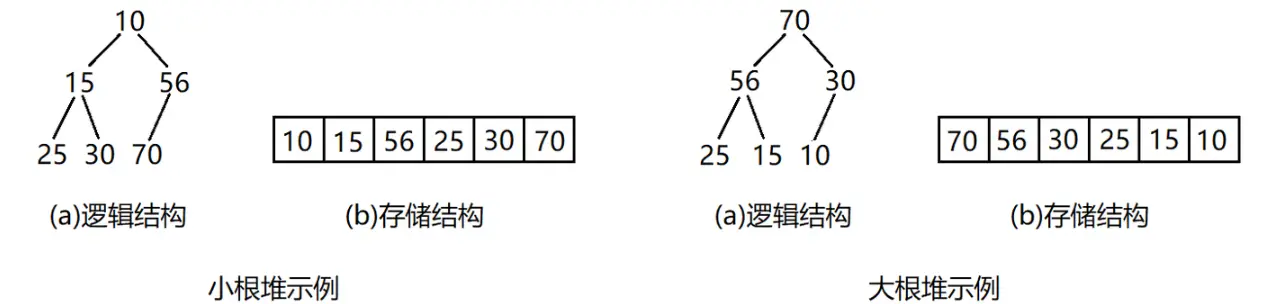 10
15 56
25 30 70
10 15 56 25 30 70
(a)逻辑结构 (b)存储结构
小根堆示例
70
56 30
25 15 10
70 56 30 25 15 10
(a)逻辑结构 (b)存储结构
大根堆示例